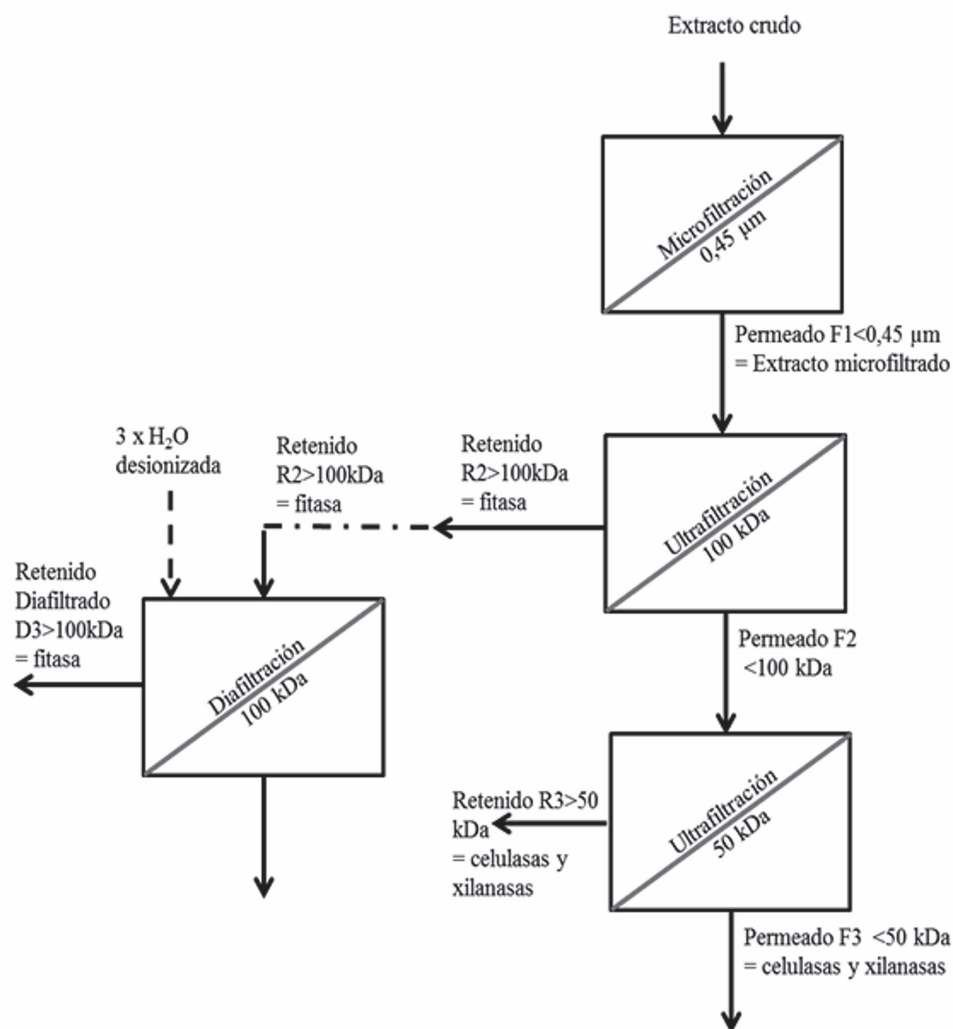 Extracto crudo
Microfiltración
0,45 µm
Permeado F1<0,45 µm
= Extracto microfiltrado
3 x H₂O
desionizada
Retenido
R2>100kDa
= fitasa
Retenido
R2>100kDa
= fitasa
Ultrafiltración
100 kDa
Retenido
Diafiltrado
D3>100kDa
= fitasa
Diafiltración
100 kDa
Permeado F2
<100 kDa
Ultrafiltración
50 kDa
Retenido R3>50
kDa
= celulasas y
xilanasas
Permeado F3 <50 kDa
= celulasas y xilanasas